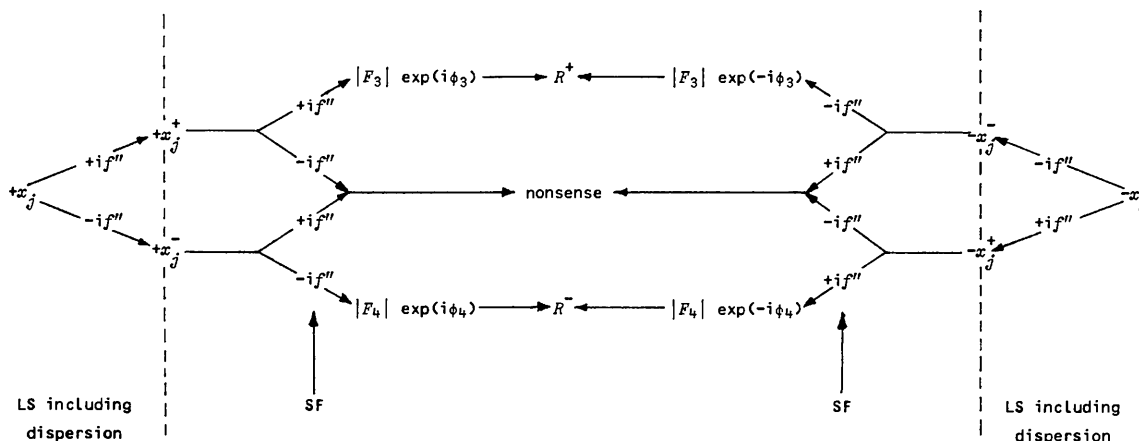 |F₃| exp(iϕ₃) R⁺ |F₃| exp(-iϕ₃)
+if" -if"
+xⱼ⁺ -xⱼ⁻
+if" -if" +if" -if"
+xⱼ nonsense -x
-if" +if" -if" +if"
+xⱼ⁻ -xⱼ⁺
-if" +if"
|F₄| exp(iϕ₄) R⁻ |F₄| exp(-iϕ₄)
LS including SF SF LS including
dispersion dispersion